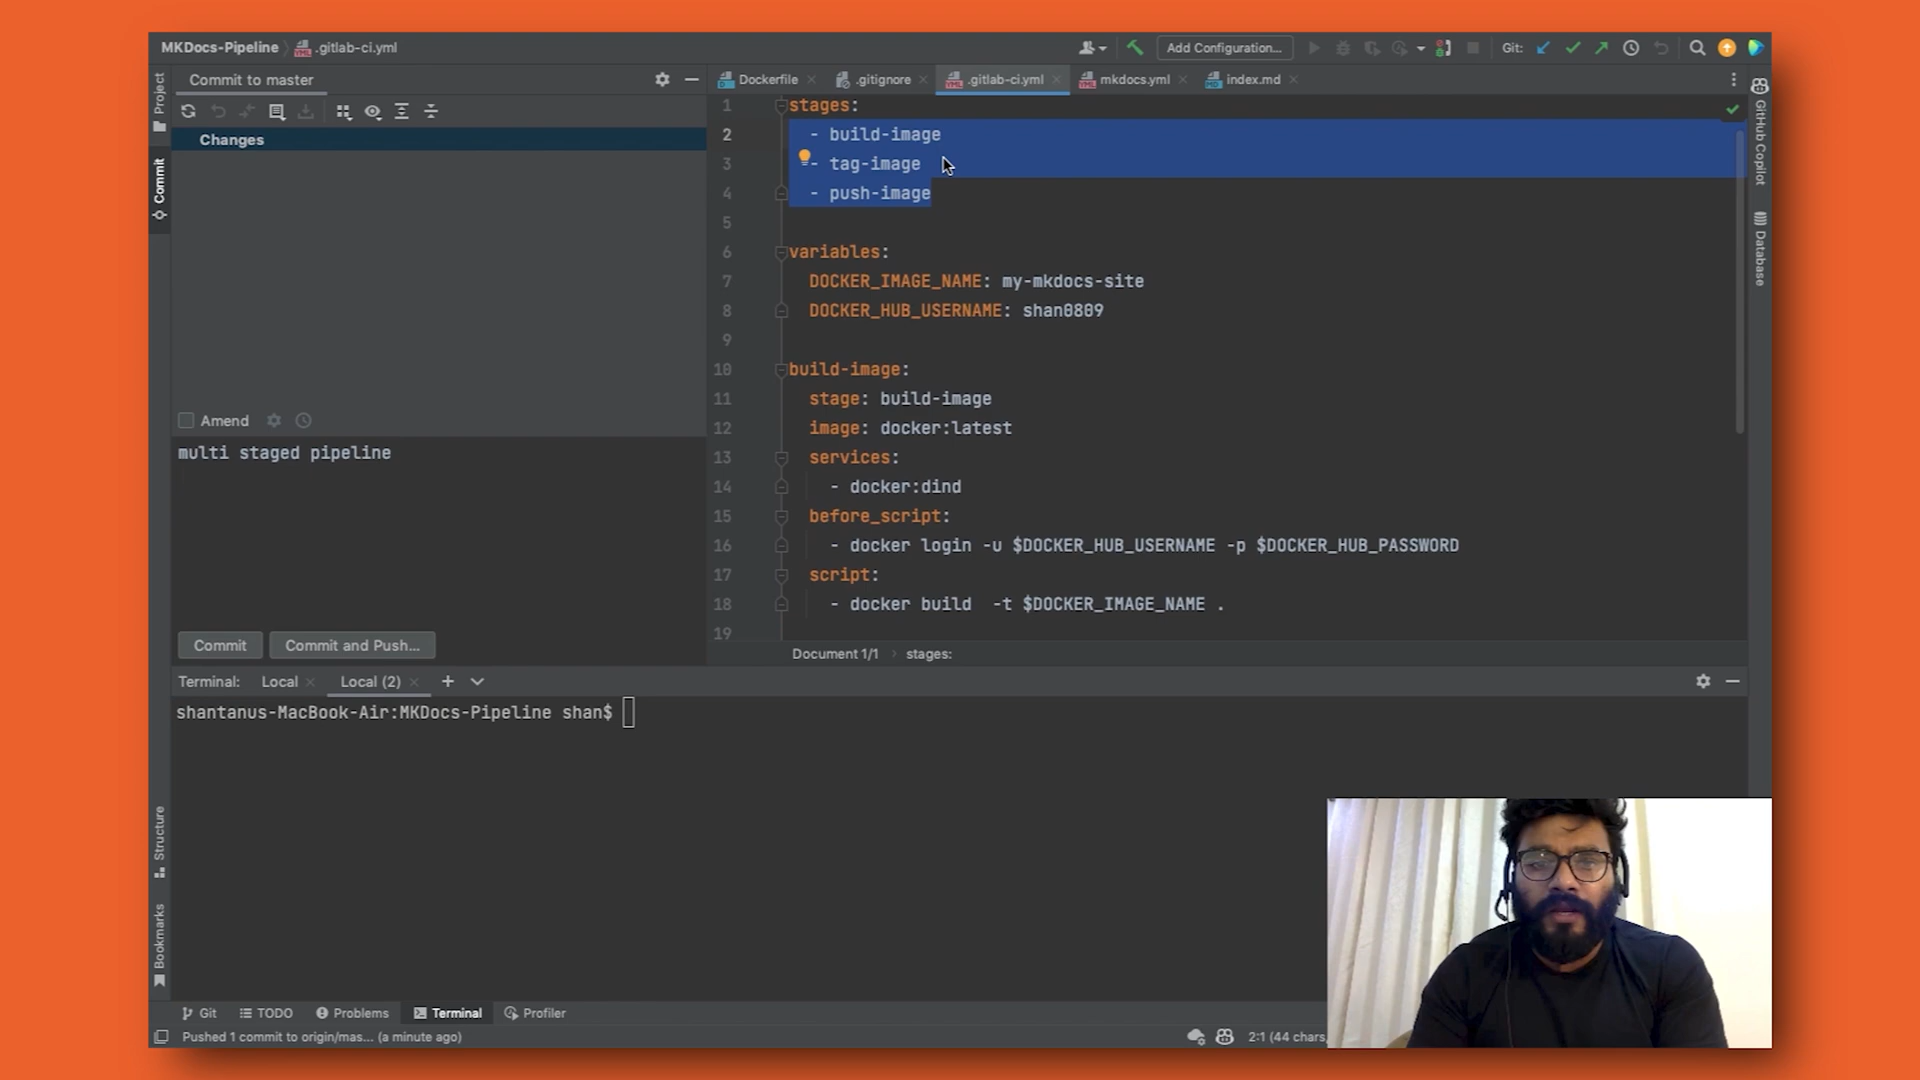 MKDocs-Pipeline .gitlab-ci.yml
Add Configuration...
Git:
Project
Commit
Structure
Bookmarks
Commit to master
Changes
Amend
multi staged pipeline
Commit
Commit and Push...
Dockerfile
.gitignore
.gitlab-ci.yml
mkdocs.yml
index.md
1 stages:
2 - build-image
3 - tag-image
4 - push-image
5
6 variables:
7 DOCKER_IMAGE_NAME: my-mkdocs-site
8 DOCKER_HUB_USERNAME: shan0809
9
10 build-image:
11 stage: build-image
12 image: docker:latest
13 services:
14 - docker:dind
15 before_script:
16 - docker login -u $DOCKER_HUB_USERNAME -p $DOCKER_HUB_PASSWORD
17 script:
18 - docker build -t $DOCKER_IMAGE_NAME .
19
Document 1/1 stages:
GitHub Copilot
Database
Terminal: Local Local (2)
shantanus-MacBook-Air:MKDocs-Pipeline shan$
Git TODO Problems Terminal Profiler
Pushed 1 commit to origin/mas... (a minute ago)
2:1 (44 chars,